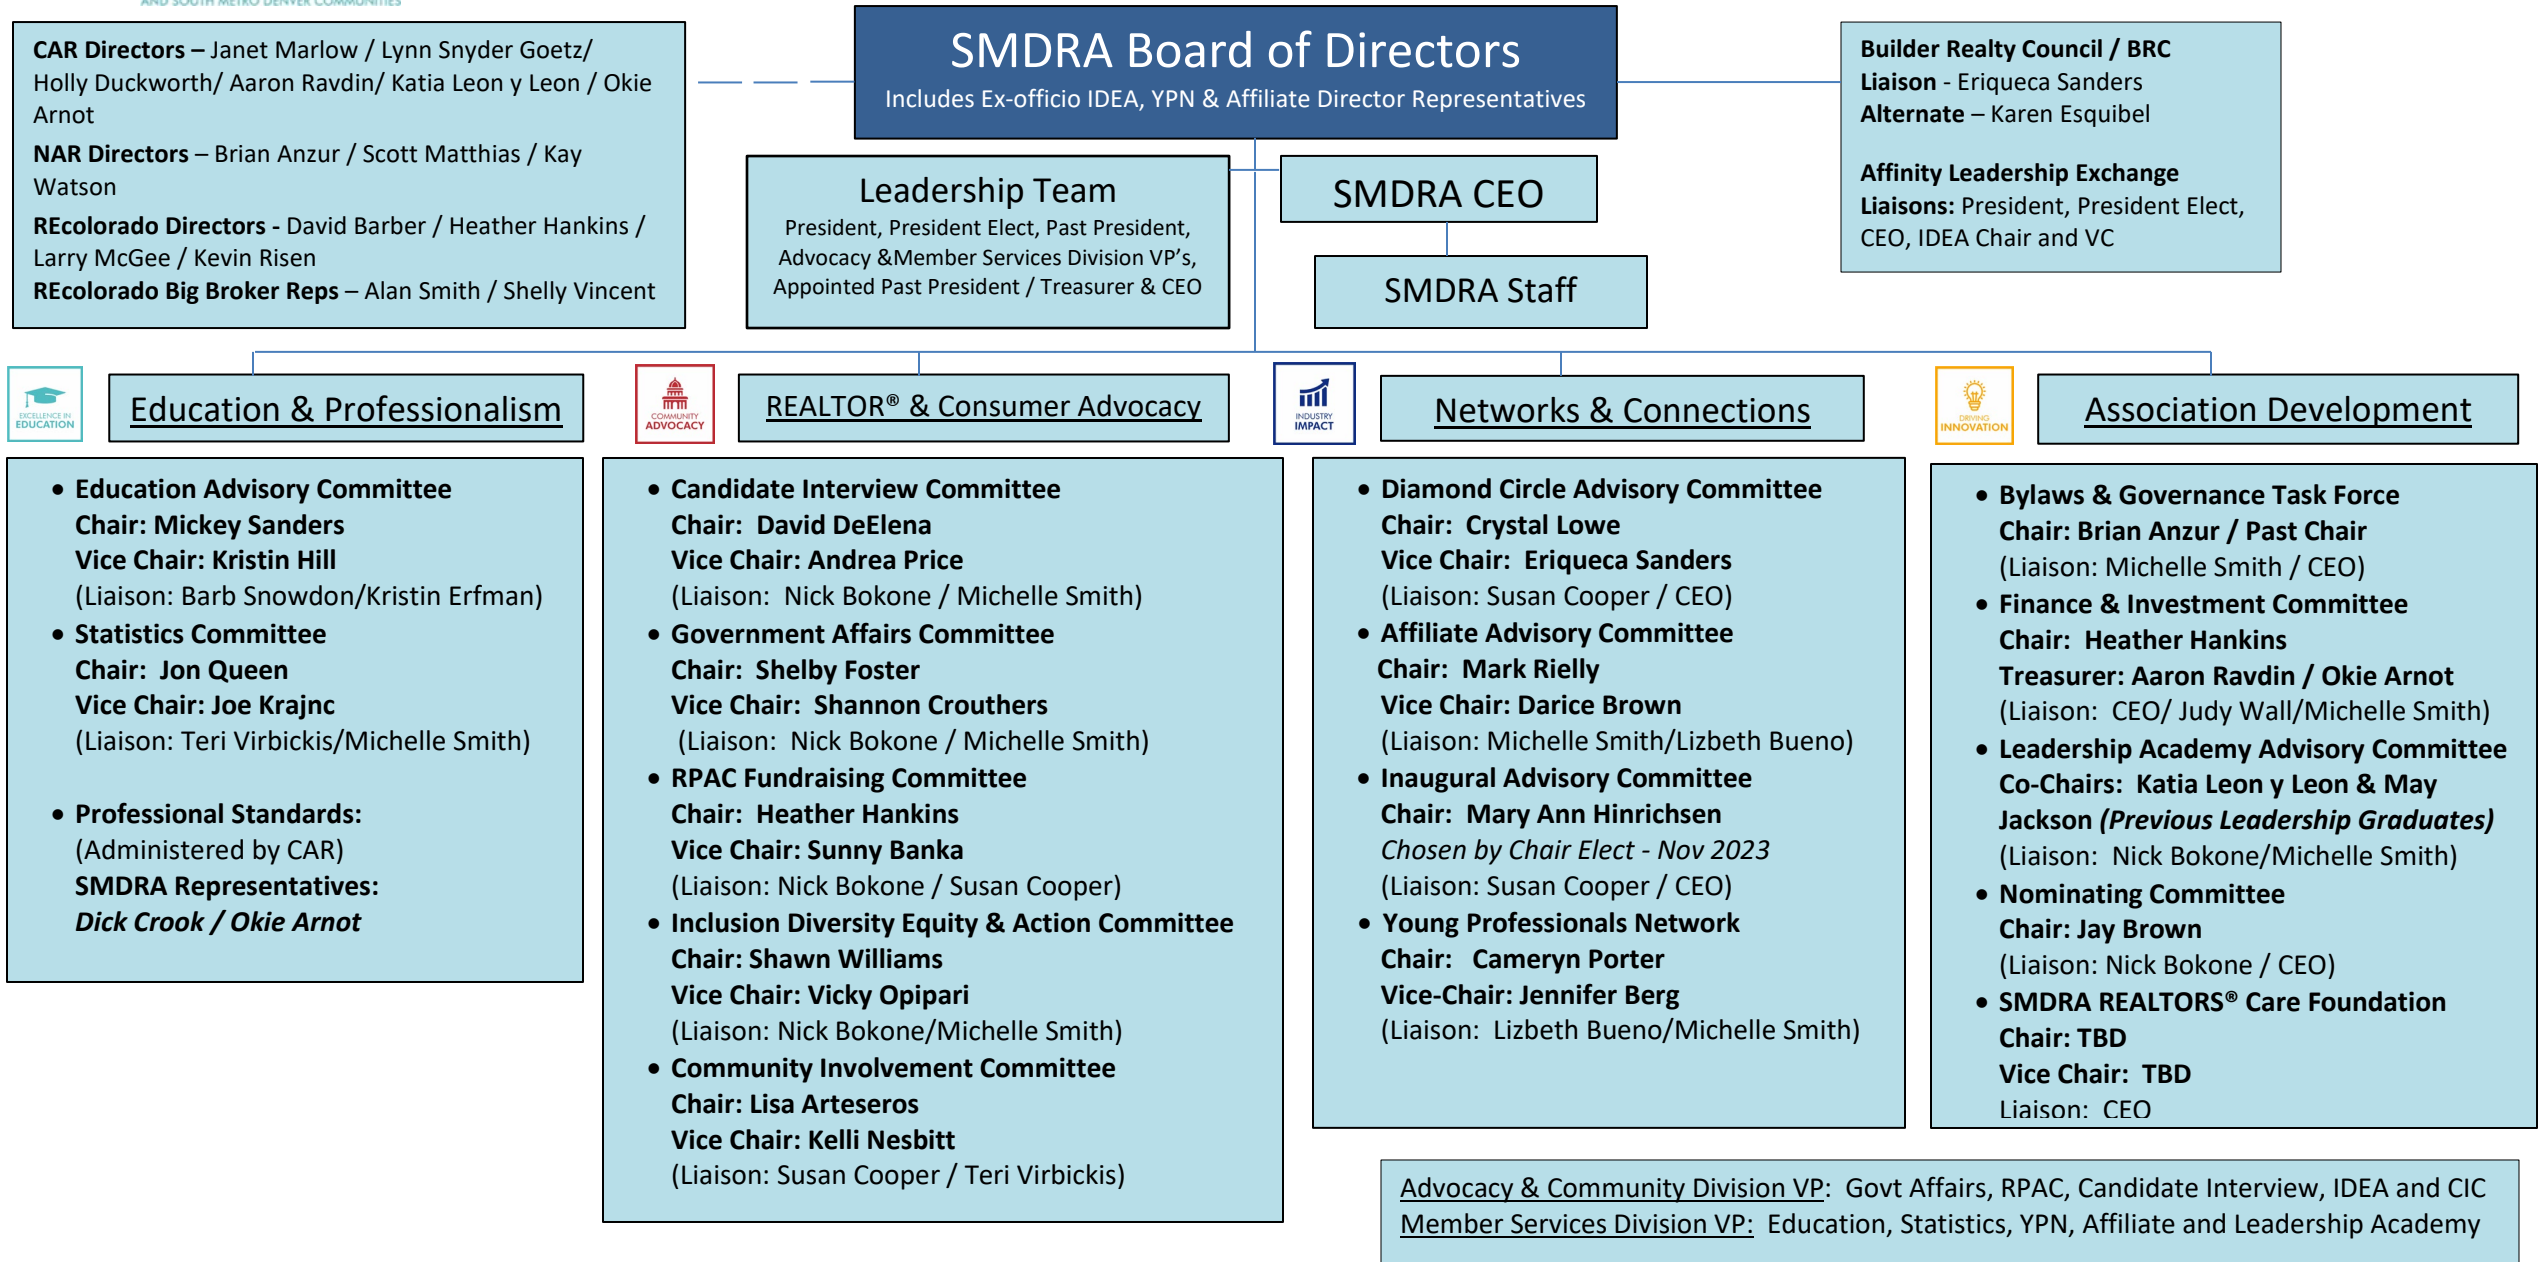 AND SOUTH METRO DENVER COMMUNITIES
CAR Directors – Janet Marlow / Lynn Snyder Goetz/
Holly Duckworth/ Aaron Ravdin/ Katia Leon y Leon / Okie
Arnot
NAR Directors – Brian Anzur / Scott Matthias / Kay
Watson
REcolorado Directors - David Barber / Heather Hankins /
Larry McGee / Kevin Risen
REcolorado Big Broker Reps – Alan Smith / Shelly Vincent
SMDRA Board of Directors
Includes Ex-officio IDEA, YPN & Affiliate Director Representatives
Leadership Team
President, President Elect, Past President,
Advocacy &Member Services Division VP’s,
Appointed Past President / Treasurer & CEO
SMDRA CEO
SMDRA Staff
Builder Realty Council / BRC
Liaison - Eriqueca Sanders
Alternate – Karen Esquibel
Affinity Leadership Exchange
Liaisons: President, President Elect,
CEO, IDEA Chair and VC
EXCELLENCE IN
EDUCATION
Education & Professionalism
• Education Advisory Committee
Chair: Mickey Sanders
Vice Chair: Kristin Hill
(Liaison: Barb Snowdon/Kristin Erfman)
• Statistics Committee
Chair:  Jon Queen
Vice Chair: Joe Krajnc
(Liaison: Teri Virbickis/Michelle Smith)
• Professional Standards:
(Administered by CAR)
SMDRA Representatives:
Dick Crook / Okie Arnot
COMMUNITY
ADVOCACY
REALTOR® & Consumer Advocacy
• Candidate Interview Committee
Chair:  David DeElena
Vice Chair: Andrea Price
(Liaison:  Nick Bokone / Michelle Smith)
• Government Affairs Committee
Chair:  Shelby Foster
Vice Chair:  Shannon Crouthers
(Liaison:  Nick Bokone / Michelle Smith)
• RPAC Fundraising Committee
Chair:  Heather Hankins
Vice Chair: Sunny Banka
(Liaison: Nick Bokone / Susan Cooper)
• Inclusion Diversity Equity & Action Committee
Chair: Shawn Williams
Vice Chair: Vicky Opipari
(Liaison: Nick Bokone/Michelle Smith)
• Community Involvement Committee
Chair: Lisa Arteseros
Vice Chair: Kelli Nesbitt
(Liaison: Susan Cooper / Teri Virbickis)
INDUSTRY
IMPACT
Networks & Connections
• Diamond Circle Advisory Committee
Chair:  Crystal Lowe
Vice Chair:  Eriqueca Sanders
(Liaison: Susan Cooper / CEO)
• Affiliate Advisory Committee
Chair:  Mark Rielly
Vice Chair: Darice Brown
(Liaison: Michelle Smith/Lizbeth Bueno)
• Inaugural Advisory Committee
Chair:  Mary Ann Hinrichsen
Chosen by Chair Elect - Nov 2023
(Liaison: Susan Cooper / CEO)
• Young Professionals Network
Chair:   Cameryn Porter
Vice-Chair: Jennifer Berg
(Liaison:  Lizbeth Bueno/Michelle Smith)
DRIVING
INNOVATION
Association Development
• Bylaws & Governance Task Force
Chair: Brian Anzur / Past Chair
(Liaison: Michelle Smith / CEO)
• Finance & Investment Committee
Chair:  Heather Hankins
Treasurer: Aaron Ravdin / Okie Arnot
(Liaison:  CEO/ Judy Wall/Michelle Smith)
• Leadership Academy Advisory Committee
Co-Chairs:  Katia Leon y Leon & May
Jackson (Previous Leadership Graduates)
(Liaison:  Nick Bokone/Michelle Smith)
• Nominating Committee
Chair: Jay Brown
(Liaison: Nick Bokone / CEO)
• SMDRA REALTORS® Care Foundation
Chair: TBD
Vice Chair:  TBD
Liaison:  CEO
Advocacy & Community Division VP:  Govt Affairs, RPAC, Candidate Interview, IDEA and CIC
Member Services Division VP:  Education, Statistics, YPN, Affiliate and Leadership Academy